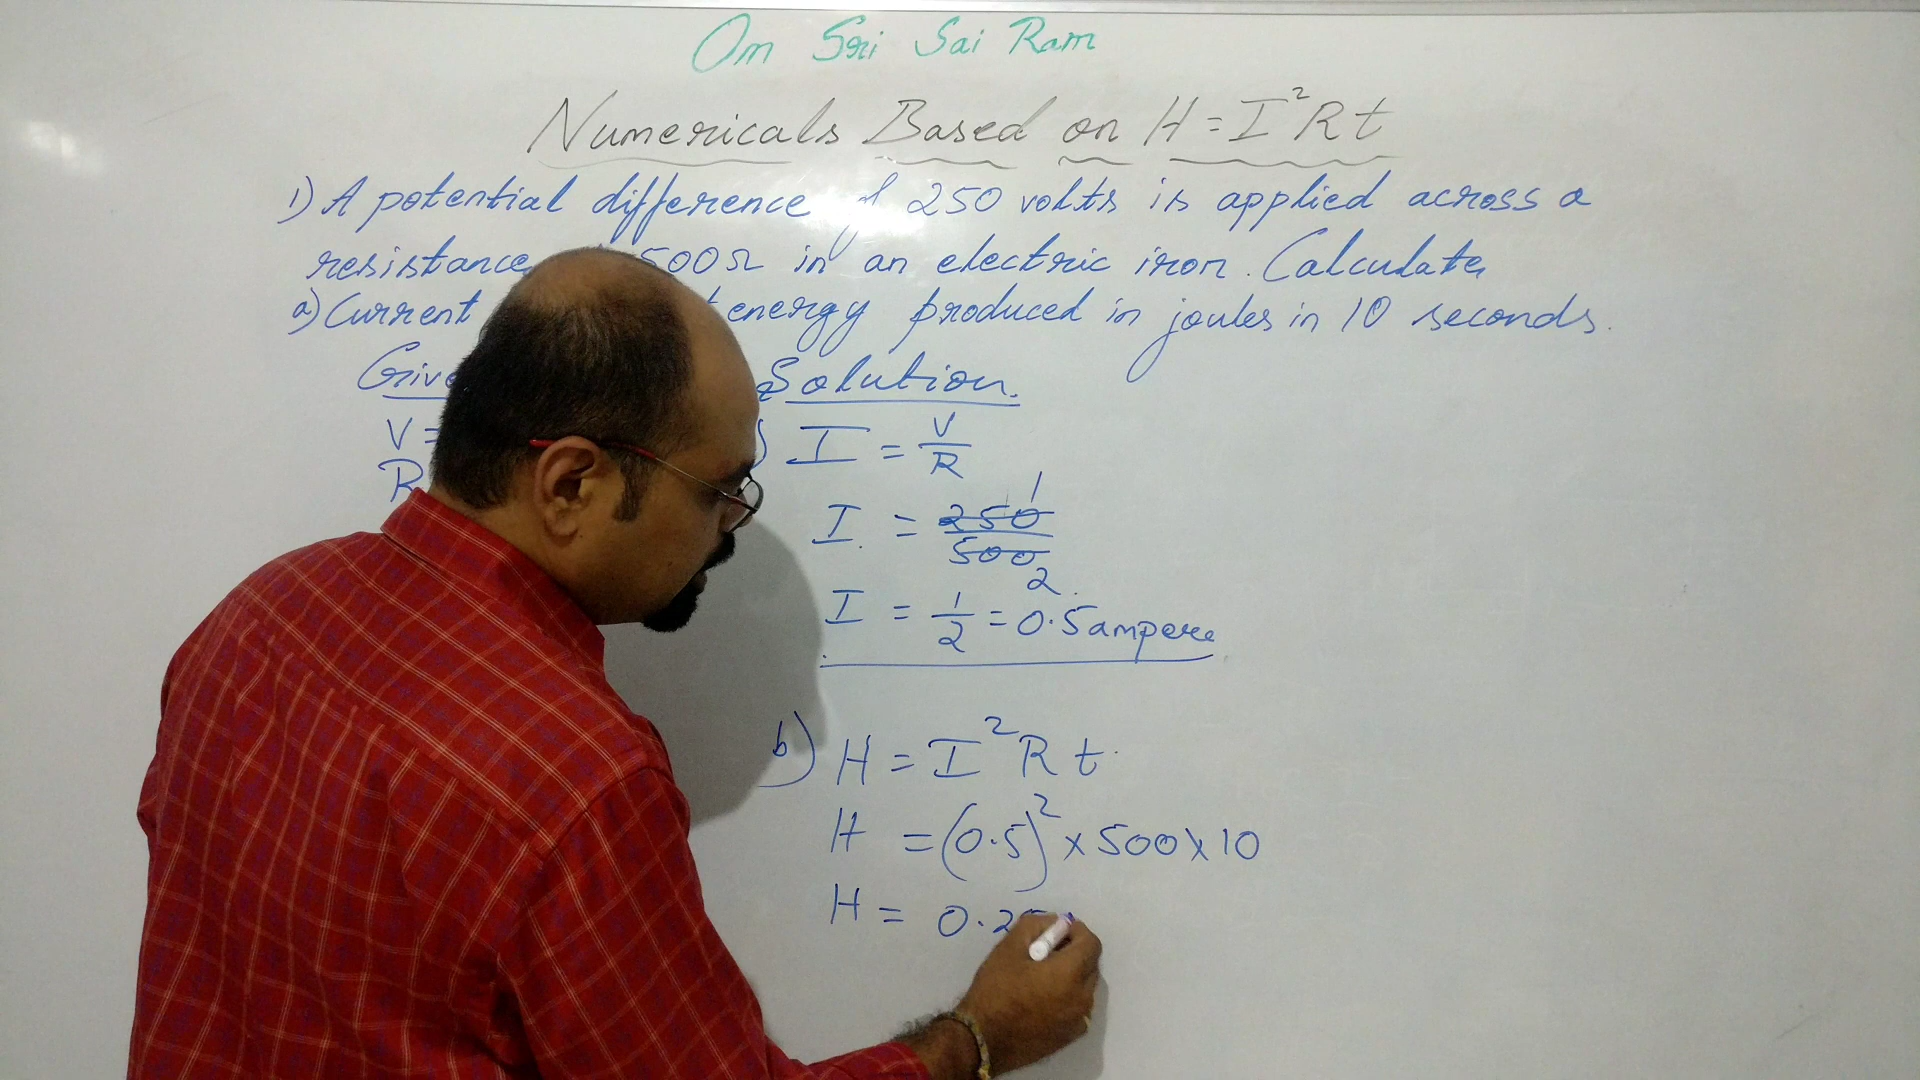 Om Sri Sai Ram
Numericals Based on H = I²Rt
1) A potential difference of 250 volts is applied across a
resistance 500Ω in an electric iron. Calculate
a) Current energy produced in joules in 10 seconds.
Solution.
V =
R
I = V/R
1
I = 250/500
2
I = 1/2 = 0.5 ampere
b) H = I²Rt
H = (0.5)² × 500 × 10
H = 0.2